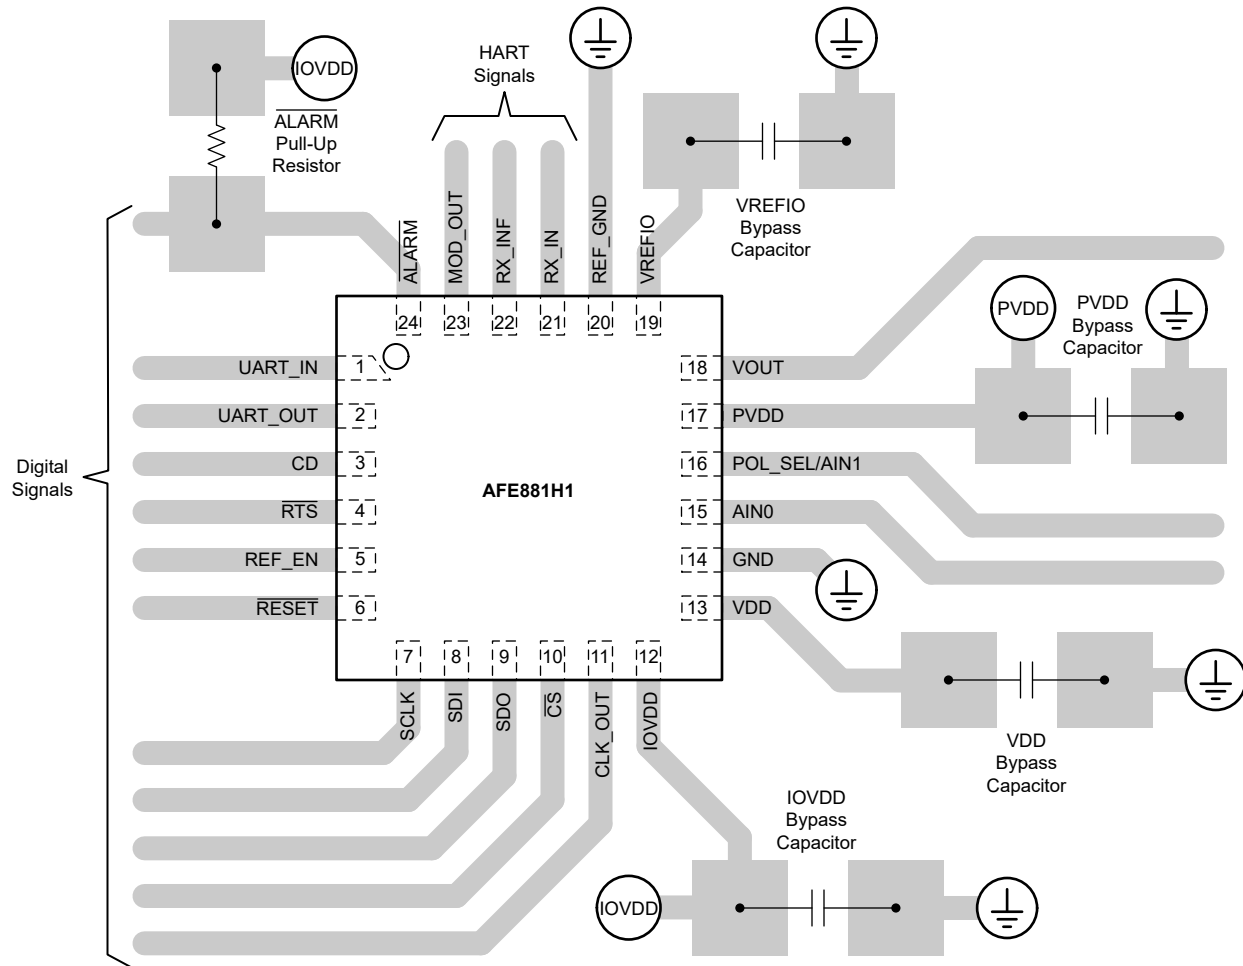 IOVDD
ALARM
Pull-Up
Resistor
HART
Signals
VREFIO
Bypass
Capacitor
PVDD
PVDD
Bypass
Capacitor
ALARM
MOD_OUT
RX_INF
RX_IN
REF_GND
VREFIO
24
23
22
21
20
19
Digital
Signals
UART_IN
1
UART_OUT
2
CD
3
RTS
4
REF_EN
5
RESET
6
AFE881H1
18 VOUT
17 PVDD
16 POL_SEL/AIN1
15 AIN0
14 GND
13 VDD
7
8
9
10
11
12
SCLK
SDI
SDO
CS
CLK_OUT
IOVDD
VDD
Bypass
Capacitor
IOVDD
Bypass
Capacitor
IOVDD